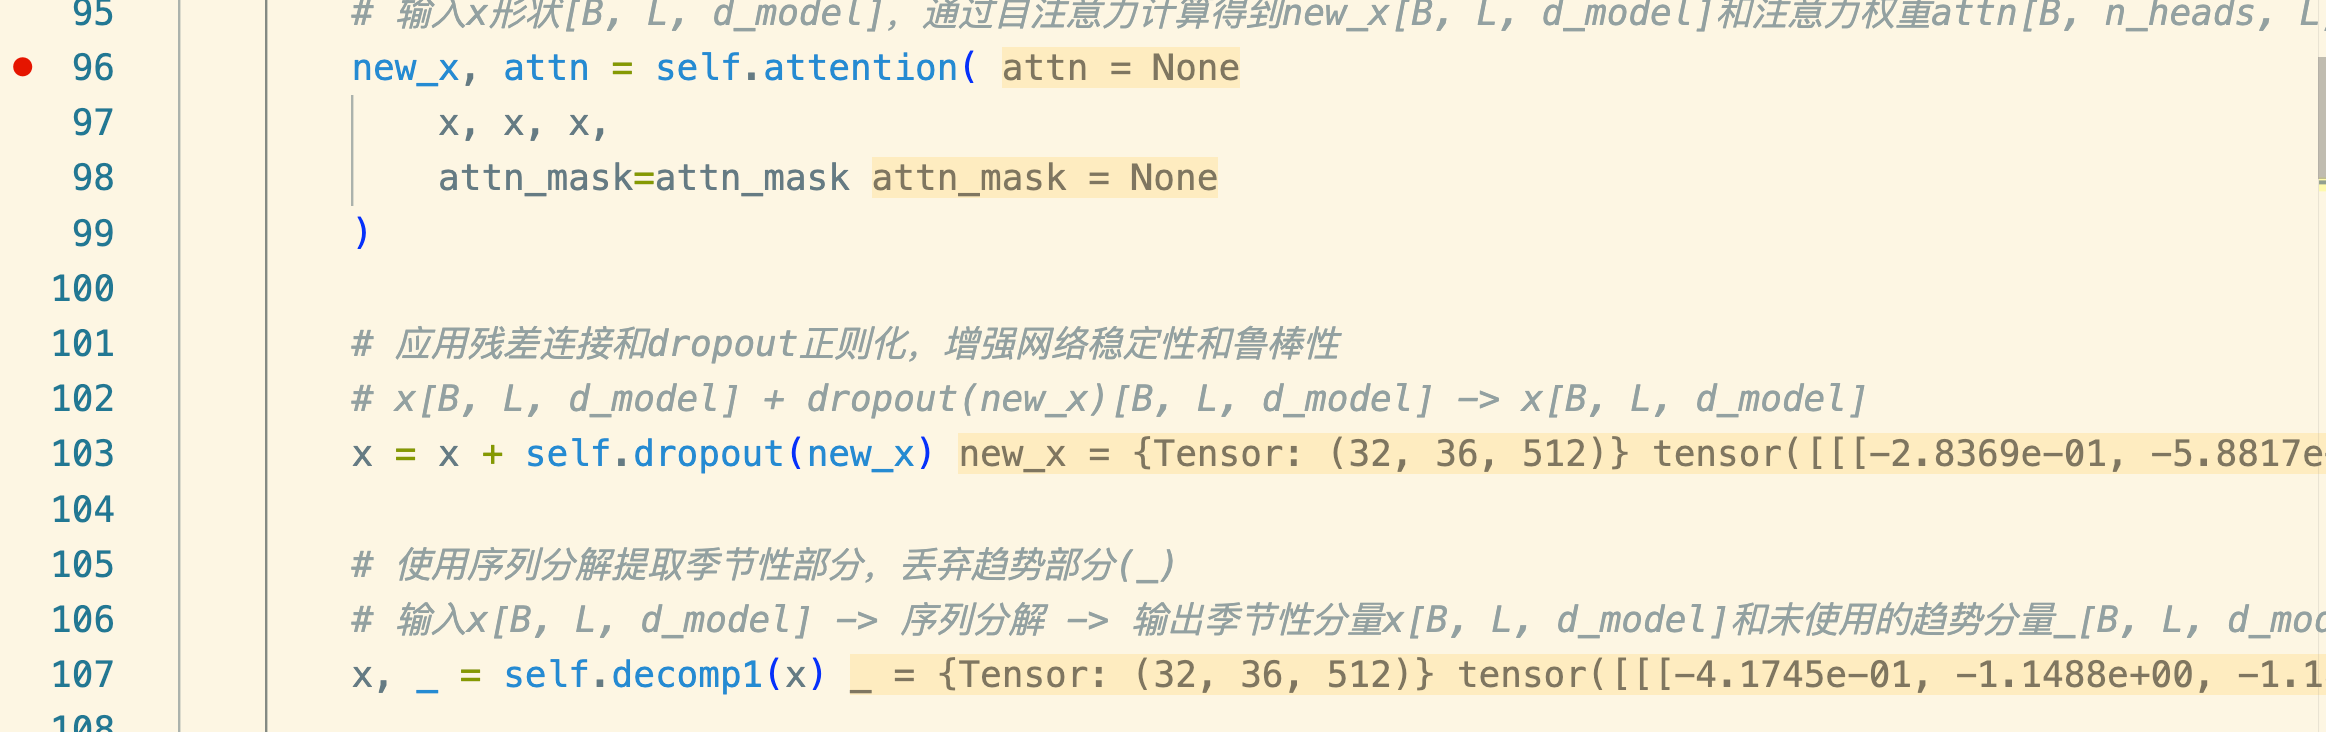 95 # 输入x形状[B, L, d_model], 通过自注意力计算得到new_x[B, L, d_model]和注意力权重attn[B, n_heads, L,
96 new_x, attn = self.attention( attn = None
97 x, x, x,
98 attn_mask=attn_mask attn_mask = None
99 )
100
101 # 应用残差连接和dropout正则化, 增强网络稳定性和鲁棒性
102 # x[B, L, d_model] + dropout(new_x)[B, L, d_model] -> x[B, L, d_model]
103 x = x + self.dropout(new_x) new_x = {Tensor: (32, 36, 512)} tensor([[[-2.8369e-01, -5.8817e-
104
105 # 使用序列分解提取季节性部分, 丢弃趋势部分(_)
106 # 输入x[B, L, d_model] -> 序列分解 -> 输出季节性分量x[B, L, d_model]和未使用的趋势分量_[B, L, d_mod
107 x, _ = self.decomp1(x) _ = {Tensor: (32, 36, 512)} tensor([[[-4.1745e-01, -1.1488e+00, -1.1
108